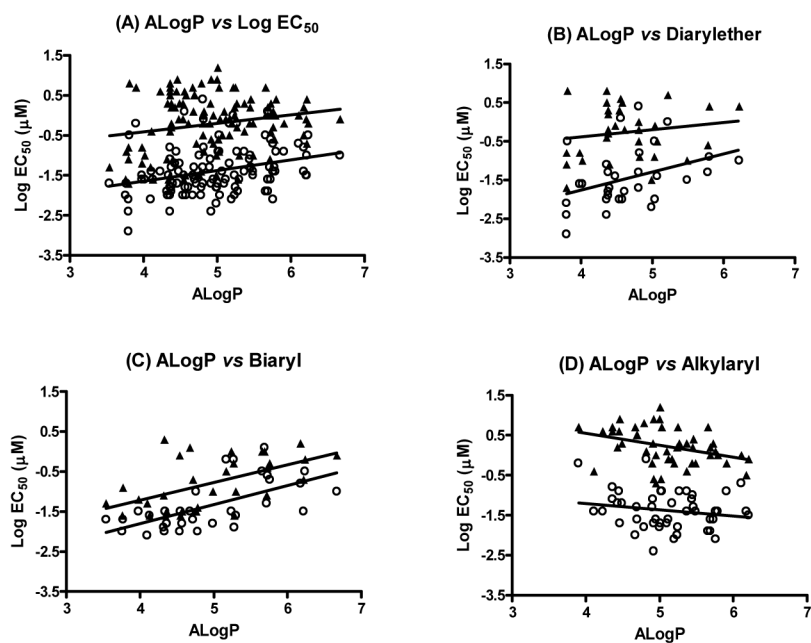 (A) ALogP vs Log EC50
Log EC50 (μM)
1.5
0.5
-0.5
-1.5
-2.5
-3.5
3 4 5 6 7
ALogP
(B) ALogP vs Diarylether
Log EC50 (μM)
1.5
0.5
-0.5
-1.5
-2.5
-3.5
3 4 5 6 7
ALogP
(C) ALogP vs Biaryl
Log EC50 (μM)
1.5
0.5
-0.5
-1.5
-2.5
-3.5
3 4 5 6 7
ALogP
(D) ALogP vs Alkylaryl
Log EC50 (μM)
1.5
0.5
-0.5
-1.5
-2.5
-3.5
3 4 5 6 7
ALogP